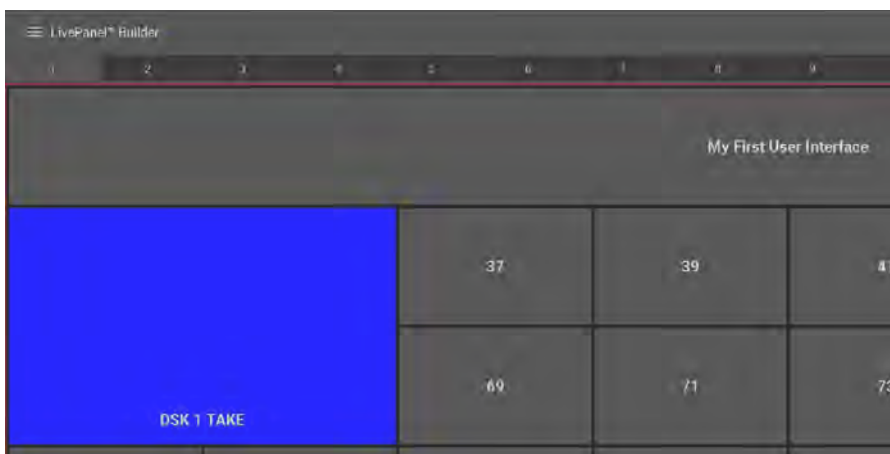 LivePanel™ Builder
1 2 3 4 5 6 7 8 9
My First User Interface
37 39
69 71
DSK 1 TAKE